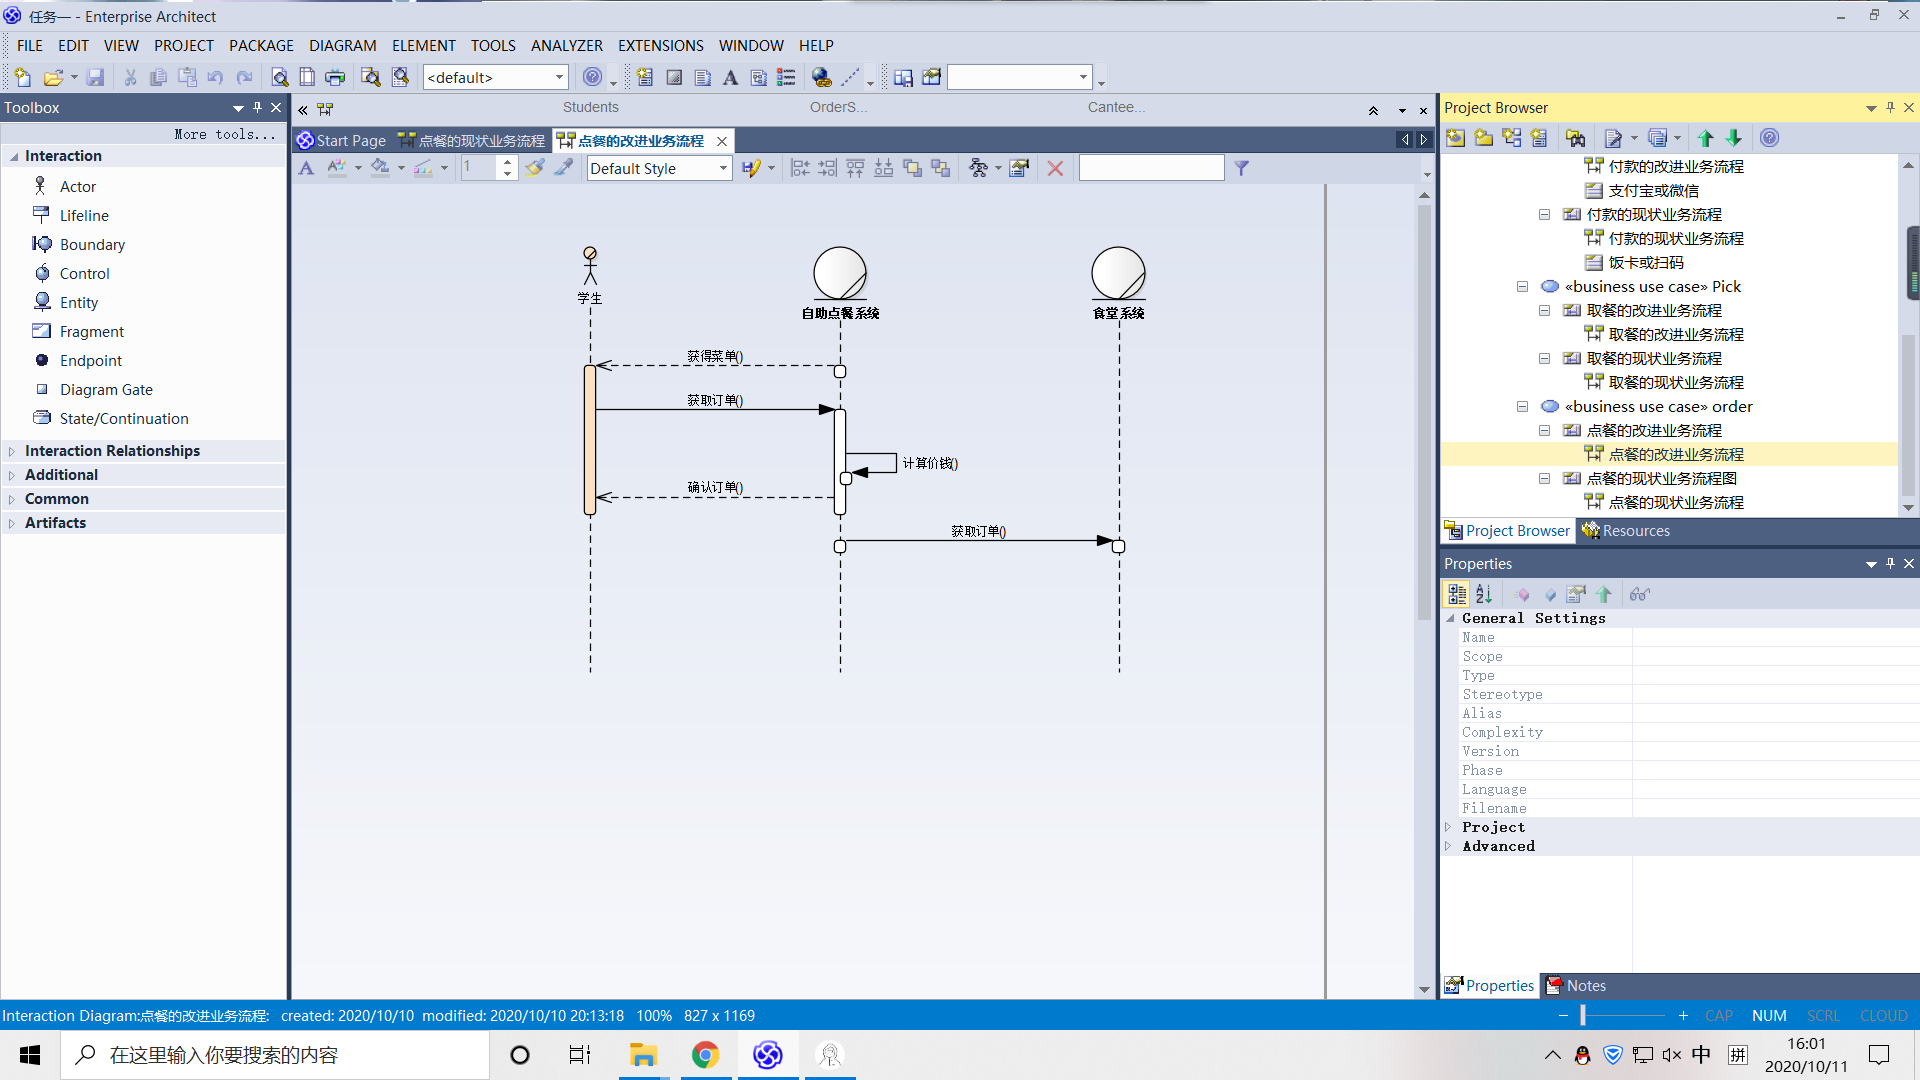 任务一 - Enterprise Architect
FILE EDIT VIEW PROJECT PACKAGE DIAGRAM ELEMENT TOOLS ANALYZER EXTENSIONS WINDOW HELP
<default>
Toolbox
More tools...
Interaction
Actor
Lifeline
Boundary
Control
Entity
Fragment
Endpoint
Diagram Gate
State/Continuation
Interaction Relationships
Additional
Common
Artifacts
Students OrderS... Cantee...
Start Page 点餐的现状业务流程 点餐的改进业务流程
1 Default Style
学生
自助点餐系统
食堂系统
获得菜单()
获取订单()
计算价钱()
确认订单()
获取订单()
Project Browser
付款的改进业务流程
支付宝或微信
付款的现状业务流程
付款的现状业务流程
饭卡或扫码
«business use case» Pick
取餐的改进业务流程
取餐的改进业务流程
取餐的现状业务流程
取餐的现状业务流程
«business use case» order
点餐的改进业务流程
点餐的改进业务流程
点餐的现状业务流程图
点餐的现状业务流程
Project Browser Resources
Properties
General Settings
Name
Scope
Type
Stereotype
Alias
Complexity
Version
Phase
Language
Filename
Project
Advanced
Properties Notes
Interaction Diagram:点餐的改进业务流程: created: 2020/10/10 modified: 2020/10/10 20:13:18 100% 827 x 1169
CAP NUM SCRL CLOUD
在这里输入你要搜索的内容
中 拼
16:01
2020/10/11